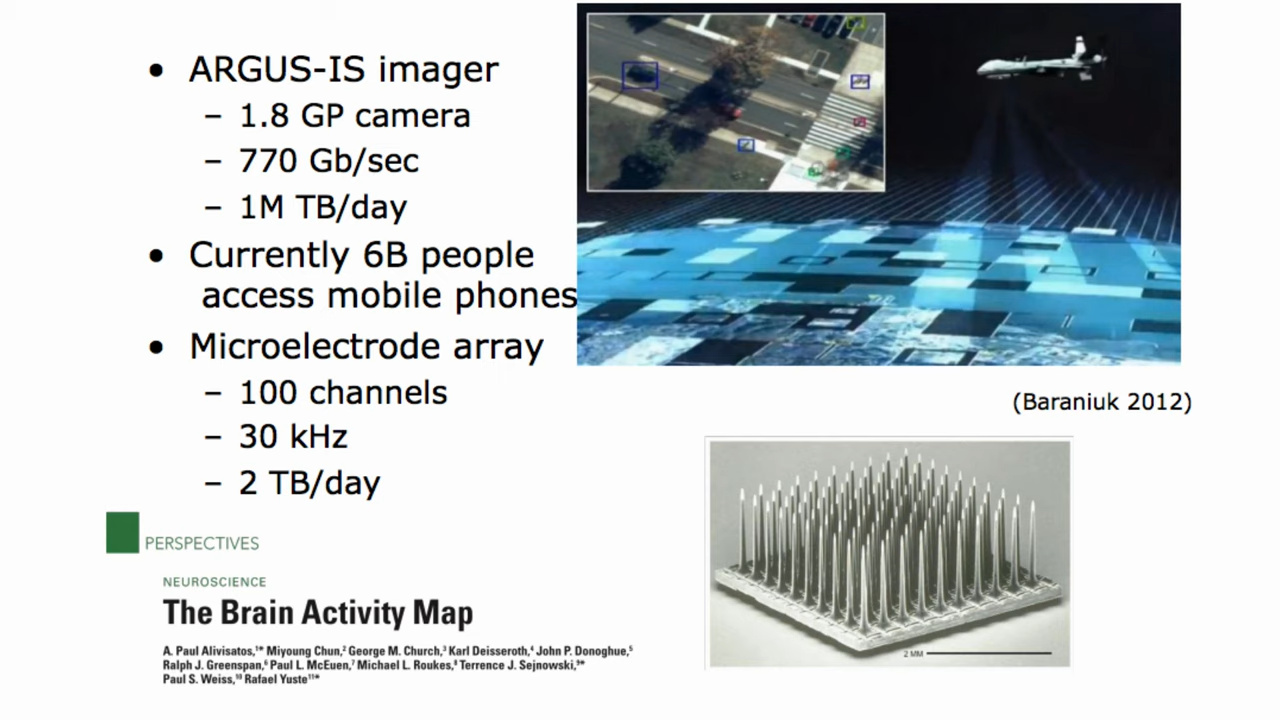 • ARGUS-IS imager
– 1.8 GP camera
– 770 Gb/sec
– 1M TB/day
• Currently 6B people
access mobile phones
• Microelectrode array
– 100 channels
– 30 kHz
– 2 TB/day
(Baraniuk 2012)
2 MM
PERSPECTIVES
NEUROSCIENCE
The Brain Activity Map
A. Paul Alivisatos,¹* Miyoung Chun,² George M. Church,³ Karl Deisseroth,⁴ John P. Donoghue,⁵
Ralph J. Greenspan,⁶ Paul L. McEuen,⁷ Michael L. Roukes,⁸ Terrence J. Sejnowski,⁹*
Paul S. Weiss,¹⁰ Rafael Yuste¹¹*